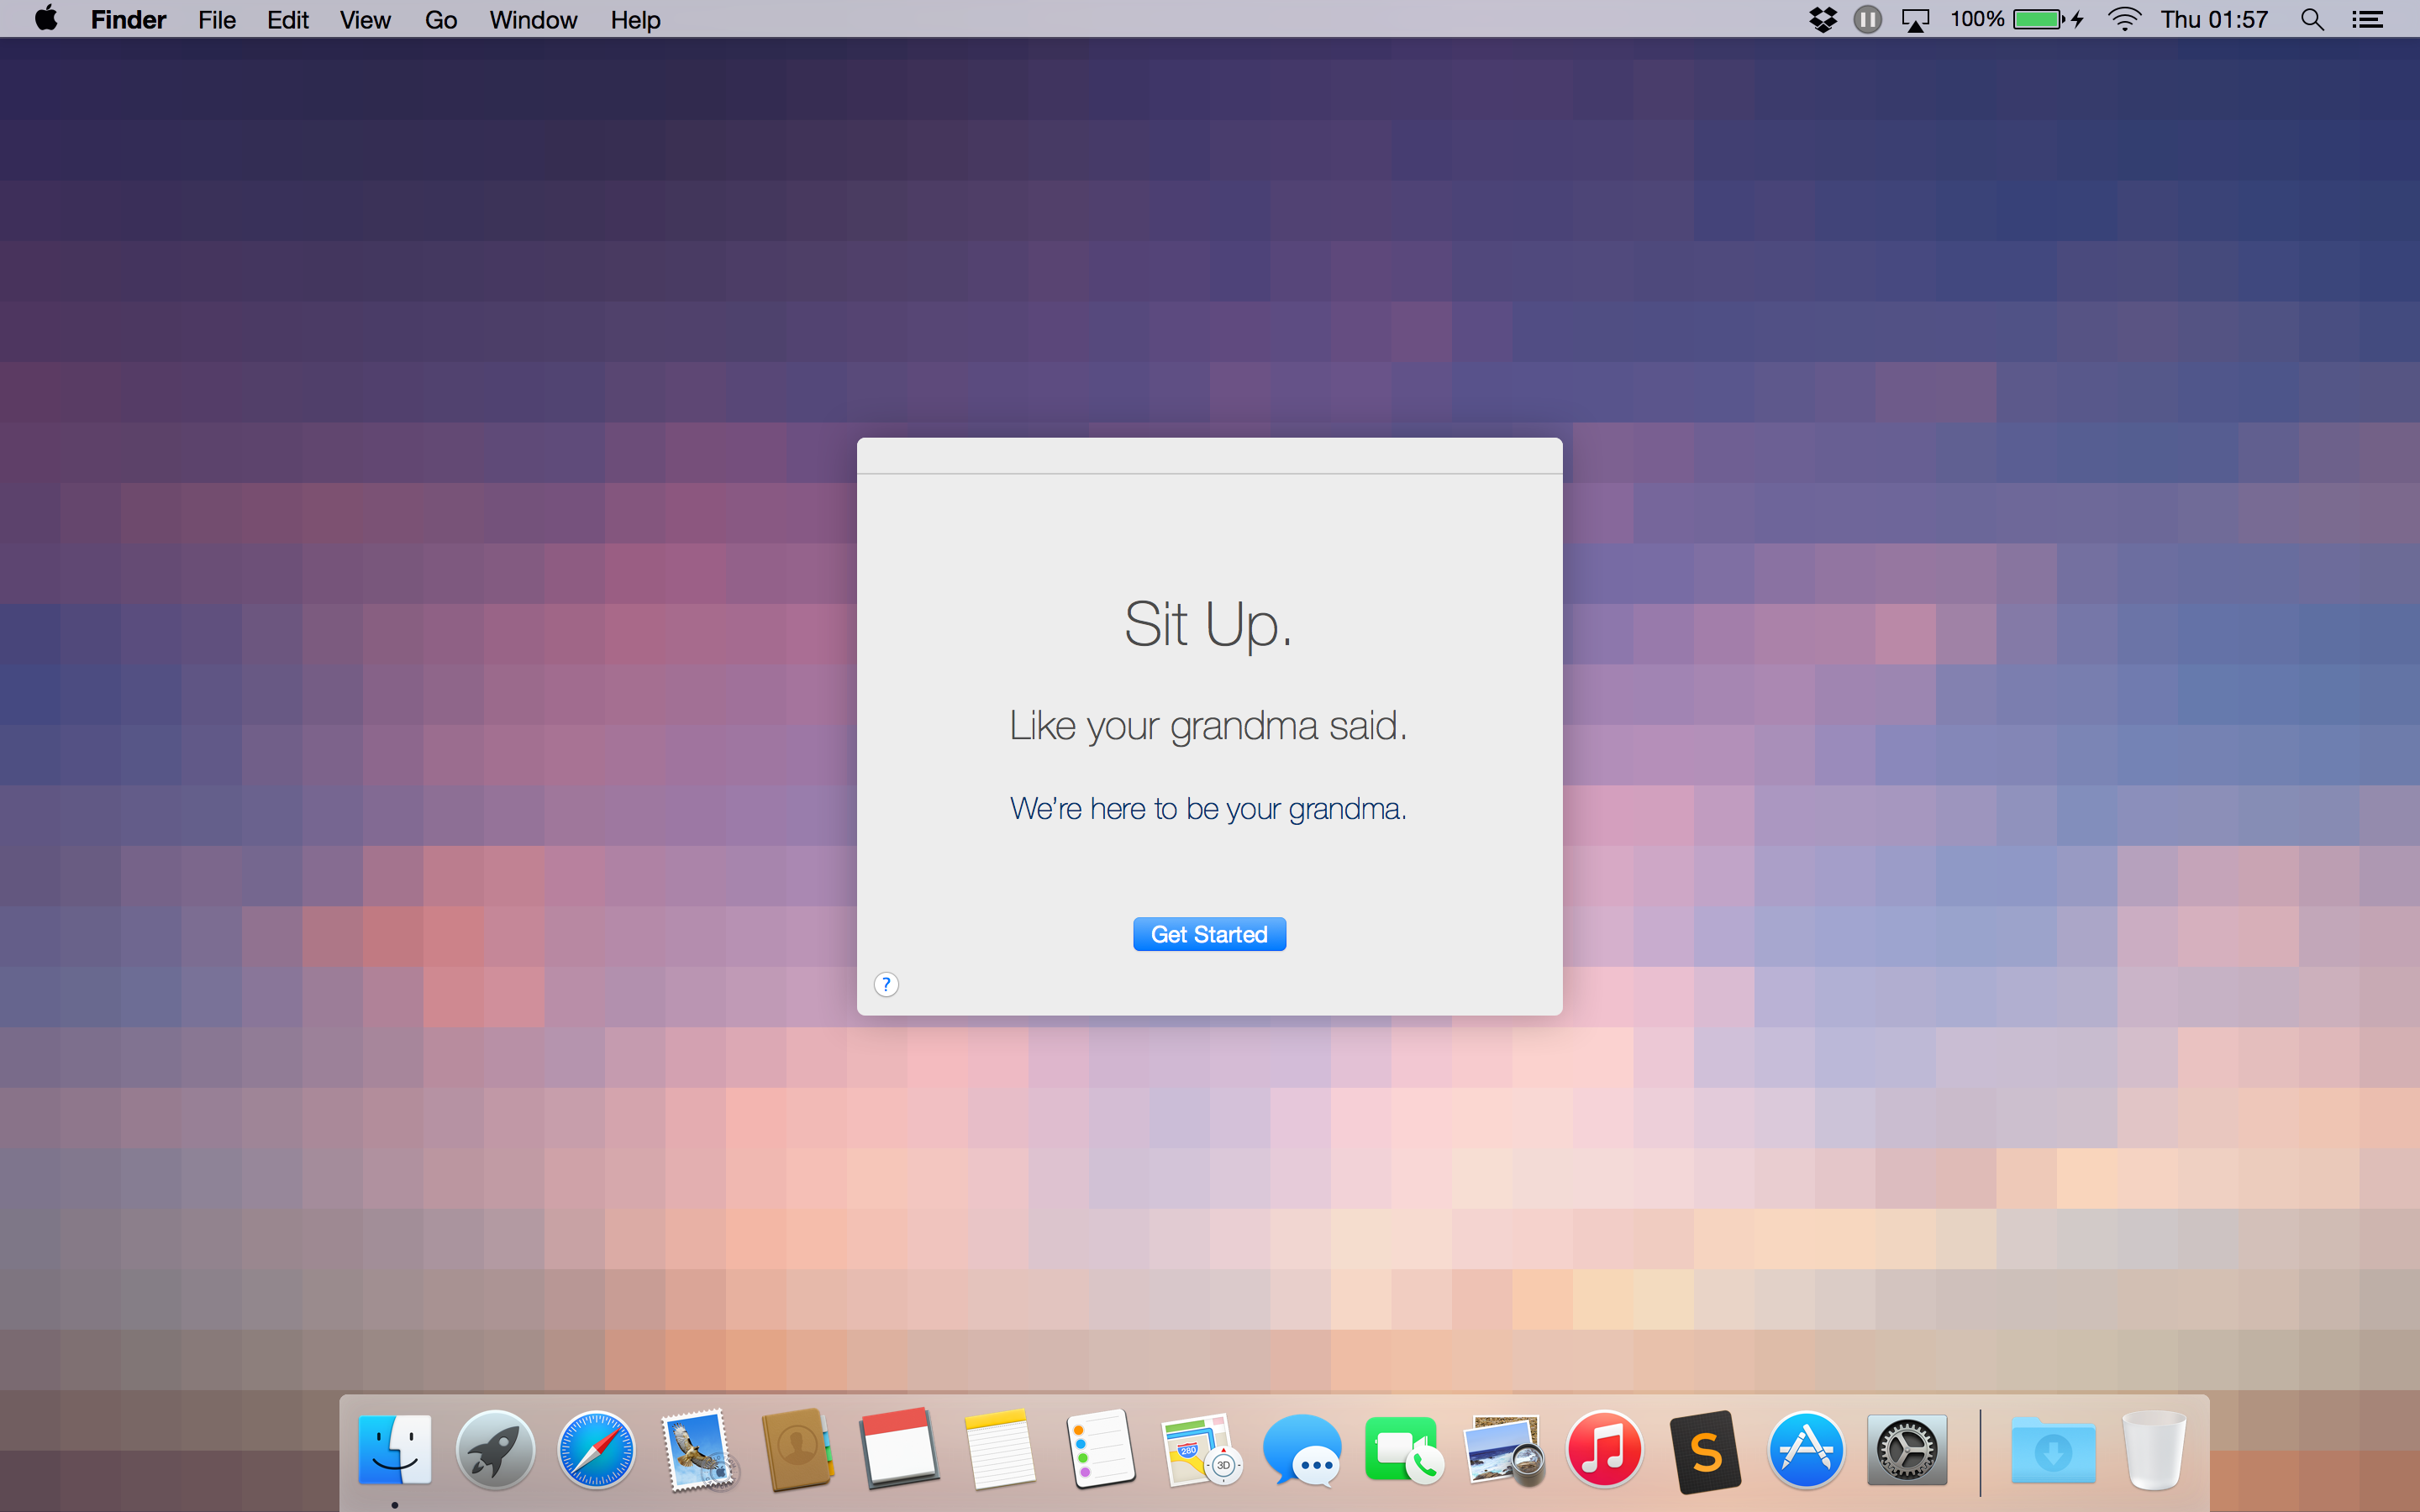 Finder File Edit View Go Window Help 100% Thu 01:57
Sit Up.
Like your grandma said.
We're here to be your grandma.
Get Started
?
280
3D
S